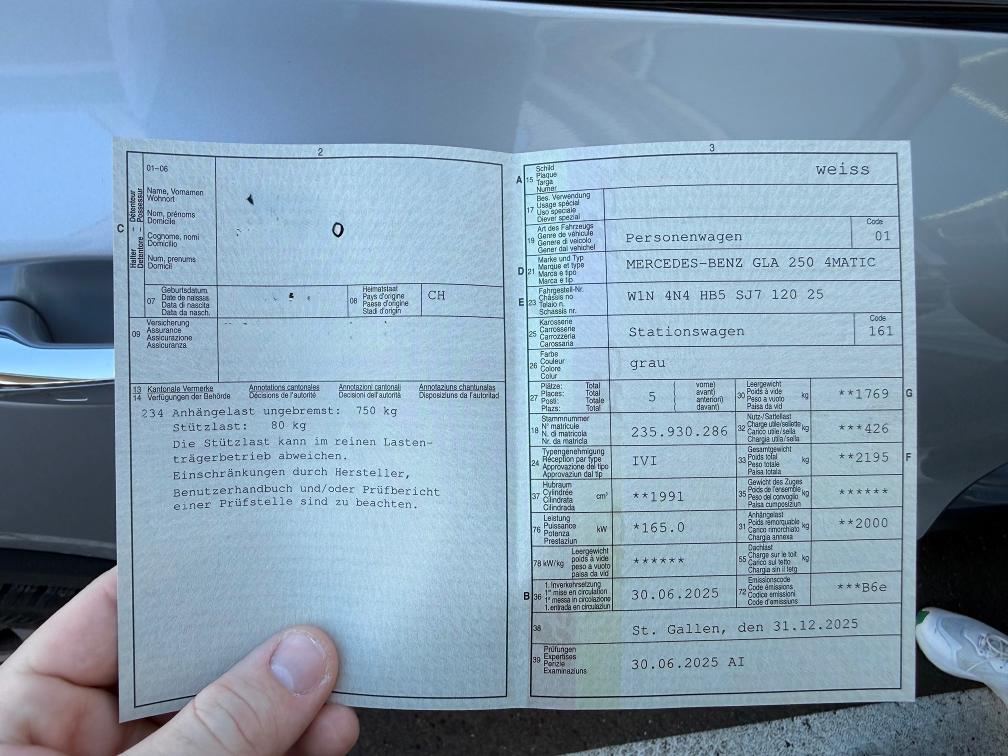 2
C
Halter Détenteur
Detentore Possessur
01-06
Name, Vornamen
Wohnort
Nom, prénoms
Domicile
Cognome, nomi
Domicilio
Num, prenums
Domicil
07
Geburtsdatum
Date de naissa.
Data di nascita
Data da nasch.
08
Heimatstaat
Pays d'origine
Paese d'origine
Stadi d'origin
CH
09
Versicherung
Assurance
Assicurazione
Assicuranza
13 Kantonale Vermerke Annotations cantonales Annotazioni cantonali Annotaziuns chantunalas
14 Verfügungen der Behörde Décisions de l'autorité Decisioni dell'autorità Disposiziuns da l'autoritad
234 Anhängelast ungebremst: 750 kg
Stützlast: 80 kg
Die Stützlast kann im reinen Lasten-
trägerbetrieb abweichen.
Einschränkungen durch Hersteller,
Benutzerhandbuch und/oder Prüfbericht
einer Prüfstelle sind zu beachten.
3
A 15
Schild
Plaque
Targa
Numer
weiss
17
Bes. Verwendung
Usage spécial
Uso speciale
Diever spezial
19
Art des Fahrzeugs
Genre de véhicule
Genere di veicolo
Gener dal vehichel
Personenwagen
Code
01
D 21
Marke und Typ
Marque et type
Marca e tipo
Marca e tip
MERCEDES-BENZ GLA 250 4MATIC
E 23
Fahrgestell-Nr.
Châssis no
Telaio n.
Schassis nr.
W1N 4N4 HB5 SJ7 120 25
25
Karosserie
Carrosserie
Carrozzeria
Carossaria
Stationswagen
Code
161
26
Farbe
Couleur
Colore
Colur
grau
27
Plätze: Total
Places: Total
Posti: Totale
Plazs: Total
5
vorne)
avant)
anteriori)
davant)
30
Leergewicht
Poids à vide
Peso a vuoto
Paisa da vid
kg
**1769
G
18
Stammnummer
N° matricule
N. di matricola
Nr. da matricla
235.930.286
32
Nutz-/Sattellast
Charge utile/sellette
Carico utile/sella
Chargia utila/sella
kg
***426
24
Typengenehmigung
Réception par type
Approvazione del tipo
Approvaziun dal tip
IVI
33
Gesamtgewicht
Poids total
Peso totale
Paisa totala
kg
**2195
F
37
Hubraum
Cylindrée
Cilindrata
Cilindrada
cm³
**1991
35
Gewicht des Zuges
Poids de l'ensemble
Peso del convoglio
Paisa cumposiziun
kg
******
76
Leistung
Puissance
Potenza
Prestaziun
kW
*165.0
31
Anhängelast
Poids remorquable
Carico rimorchiato
Chargia annexa
kg
**2000
78 kW/kg
Leergewicht
poids à vide
peso a vuoto
paisa da vid
******
55
Dachlast
Charge sur le toit
Carico sul tetto
Chargia sin il tetg
kg
B 36
1. Inverkehrsetzung
1re mise en circulation
1a messa in circolazione
1. entrada en circulaziun
30.06.2025
72
Emissionscode
Code émissions
Codice emissioni
Code d'emissiuns
***B6e
38
St. Gallen, den 31.12.2025
39
Prüfungen
Expertises
Perizie
Examinaziuns
30.06.2025 AI